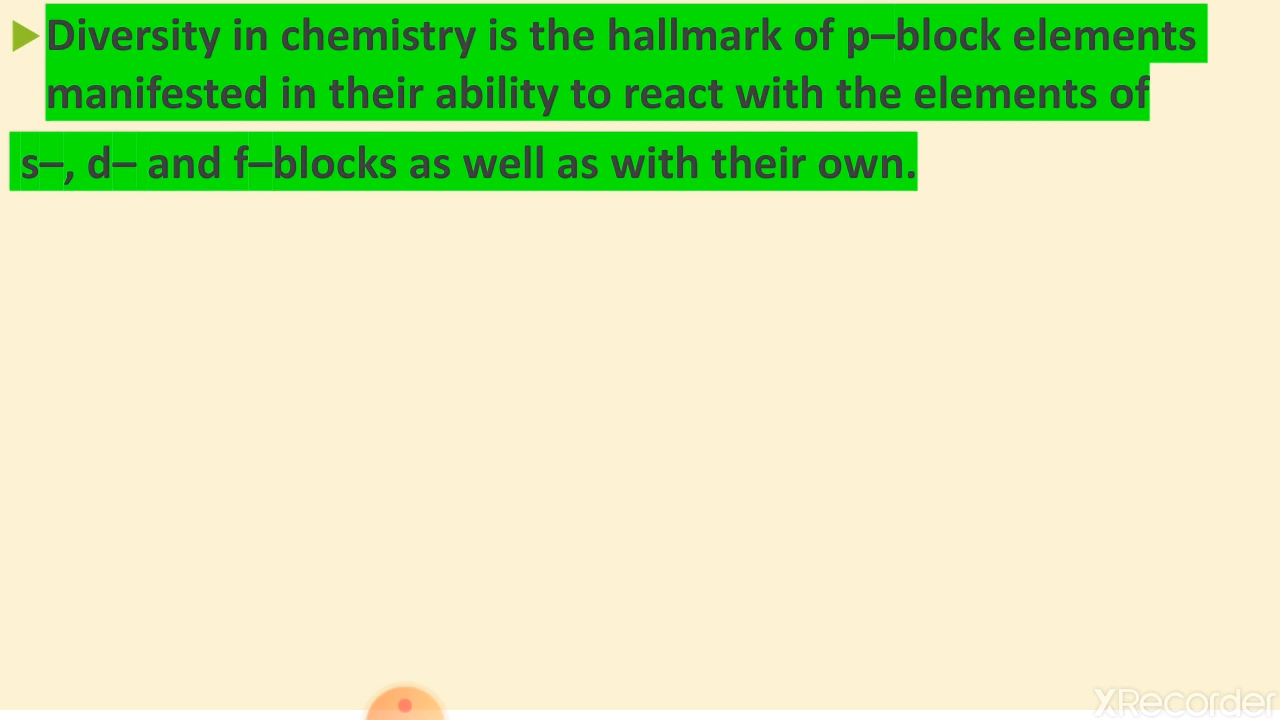 Diversity in chemistry is the hallmark of p–block elements
manifested in their ability to react with the elements of
s–, d– and f–blocks as well as with their own.
XRecorder